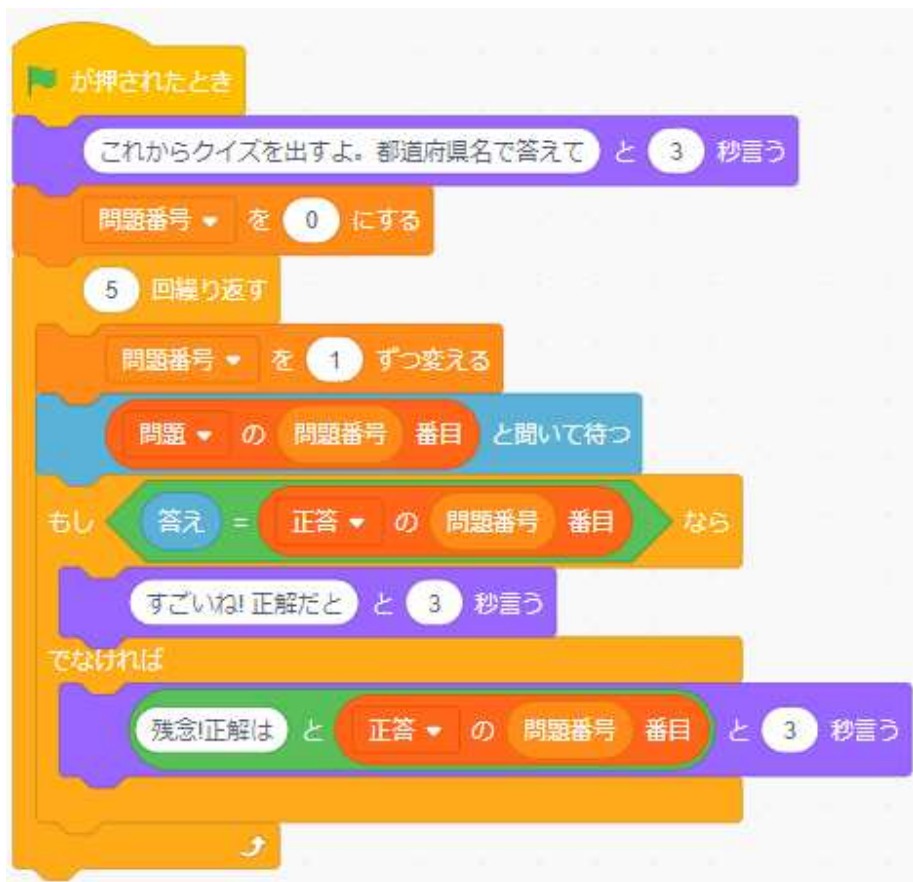 が押されたとき
これからクイズを出すよ。都道府県名で答えて と 3 秒言う
問題番号 を 0 にする
5 回繰り返す
問題番号 を 1 ずつ変える
問題 の 問題番号 番目 と聞いて待つ
もし 答え = 正答 の 問題番号 番目 なら
すごいね! 正解だと と 3 秒言う
でなければ
残念!正解は と 正答 の 問題番号 番目 と 3 秒言う